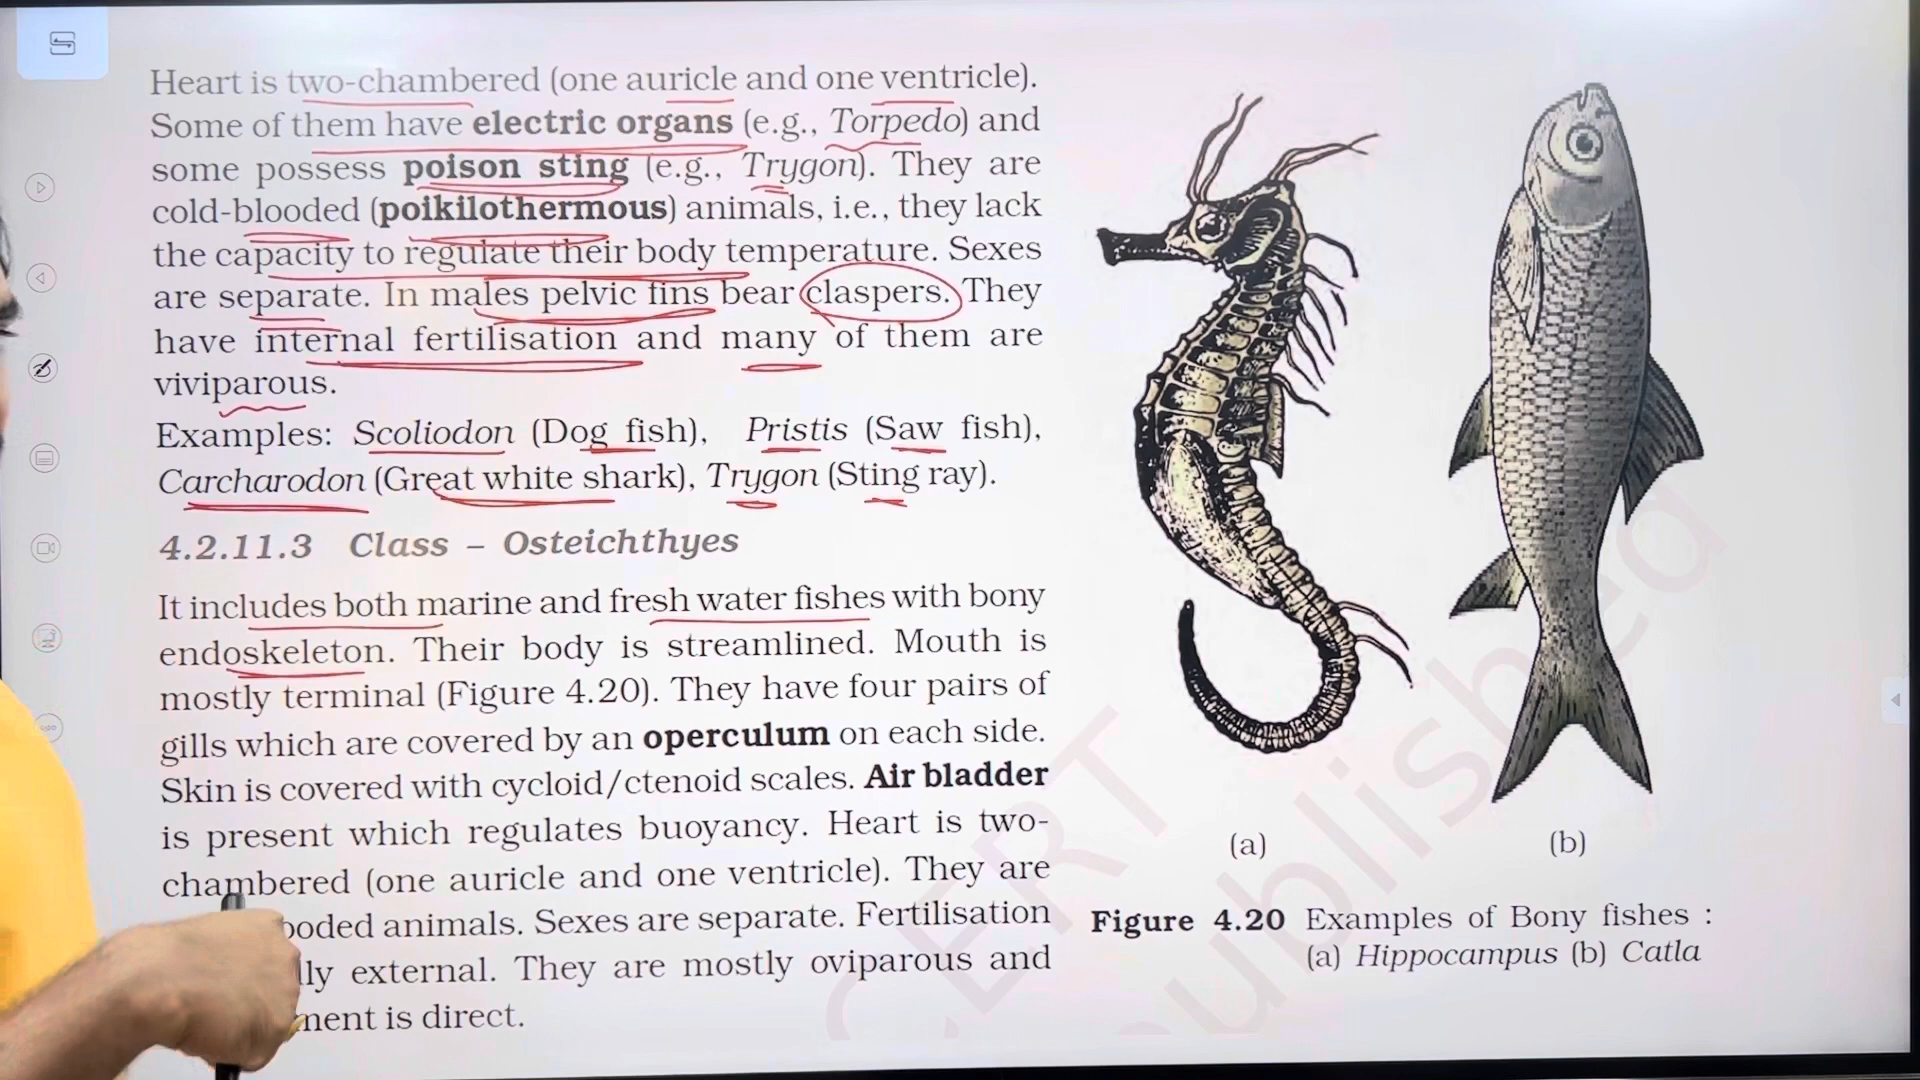 Heart is two-chambered (one auricle and one ventricle).
Some of them have electric organs (e.g., Torpedo) and
some possess poison sting (e.g., Trygon). They are
cold-blooded (poikilothermous) animals, i.e., they lack
the capacity to regulate their body temperature. Sexes
are separate. In males pelvic fins bear claspers. They
have internal fertilisation and many of them are
viviparous.
Examples: Scoliodon (Dog fish), Pristis (Saw fish),
Carcharodon (Great white shark), Trygon (Sting ray).
4.2.11.3 Class – Osteichthyes
It includes both marine and fresh water fishes with bony
endoskeleton. Their body is streamlined. Mouth is
mostly terminal (Figure 4.20). They have four pairs of
gills which are covered by an operculum on each side.
Skin is covered with cycloid/ctenoid scales. Air bladder
is present which regulates buoyancy. Heart is two-
chambered (one auricle and one ventricle). They are
ooded animals. Sexes are separate. Fertilisation
lly external. They are mostly oviparous and
ment is direct.
(a)
(b)
Figure 4.20 Examples of Bony fishes :
(a) Hippocampus (b) Catla
CERT
ublished